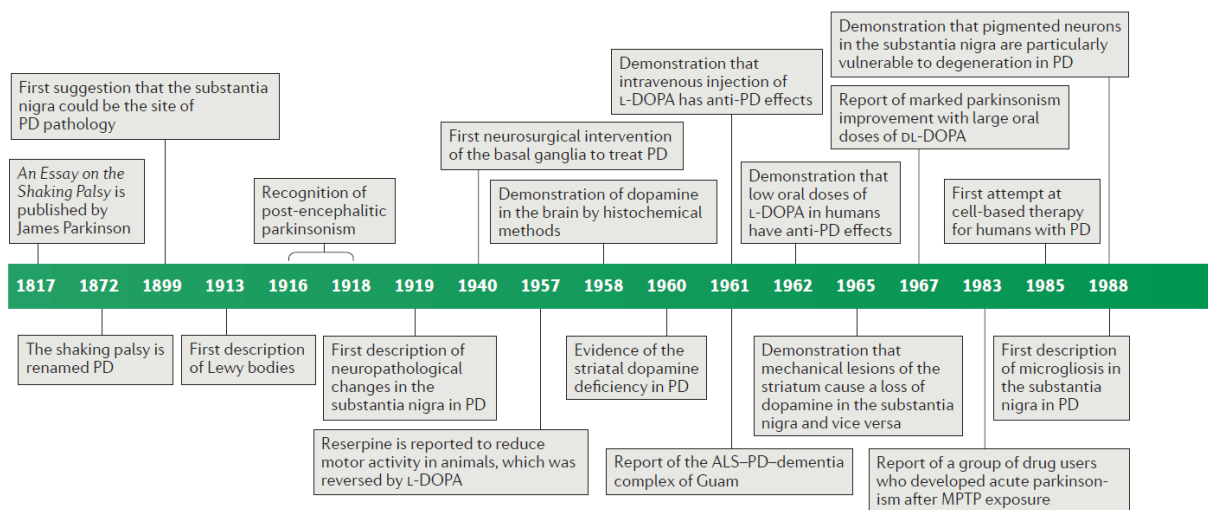 First suggestion that the substantia
nigra could be the site of
PD pathology
An Essay on the
Shaking Palsy is
published by
James Parkinson
Recognition of
post-encephalitic
parkinsonism
First neurosurgical intervention
of the basal ganglia to treat PD
Demonstration of dopamine
in the brain by histochemical
methods
Demonstration that
intravenous injection of
L-DOPA has anti-PD effects
Demonstration that
low oral doses of
L-DOPA in humans
have anti-PD effects
Demonstration that pigmented neurons
in the substantia nigra are particularly
vulnerable to degeneration in PD
Report of marked parkinsonism
improvement with large oral
doses of DL-DOPA
First attempt at
cell-based therapy
for humans with PD
1817 1872 1899 1913 1916 1918 1919 1940 1957 1958 1960 1961 1962 1965 1967 1983 1985 1988
The shaking palsy is
renamed PD
First description
of Lewy bodies
First description of
neuropathological
changes in the
substantia nigra in PD
Reserpine is reported to reduce
motor activity in animals, which was
reversed by L-DOPA
Evidence of the
striatal dopamine
deficiency in PD
Report of the ALS–PD–dementia
complex of Guam
Demonstration that
mechanical lesions of the
striatum cause a loss of
dopamine in the substantia
nigra and vice versa
Report of a group of drug users
who developed acute parkinson-
ism after MPTP exposure
First description
of microgliosis in
the substantia
nigra in PD